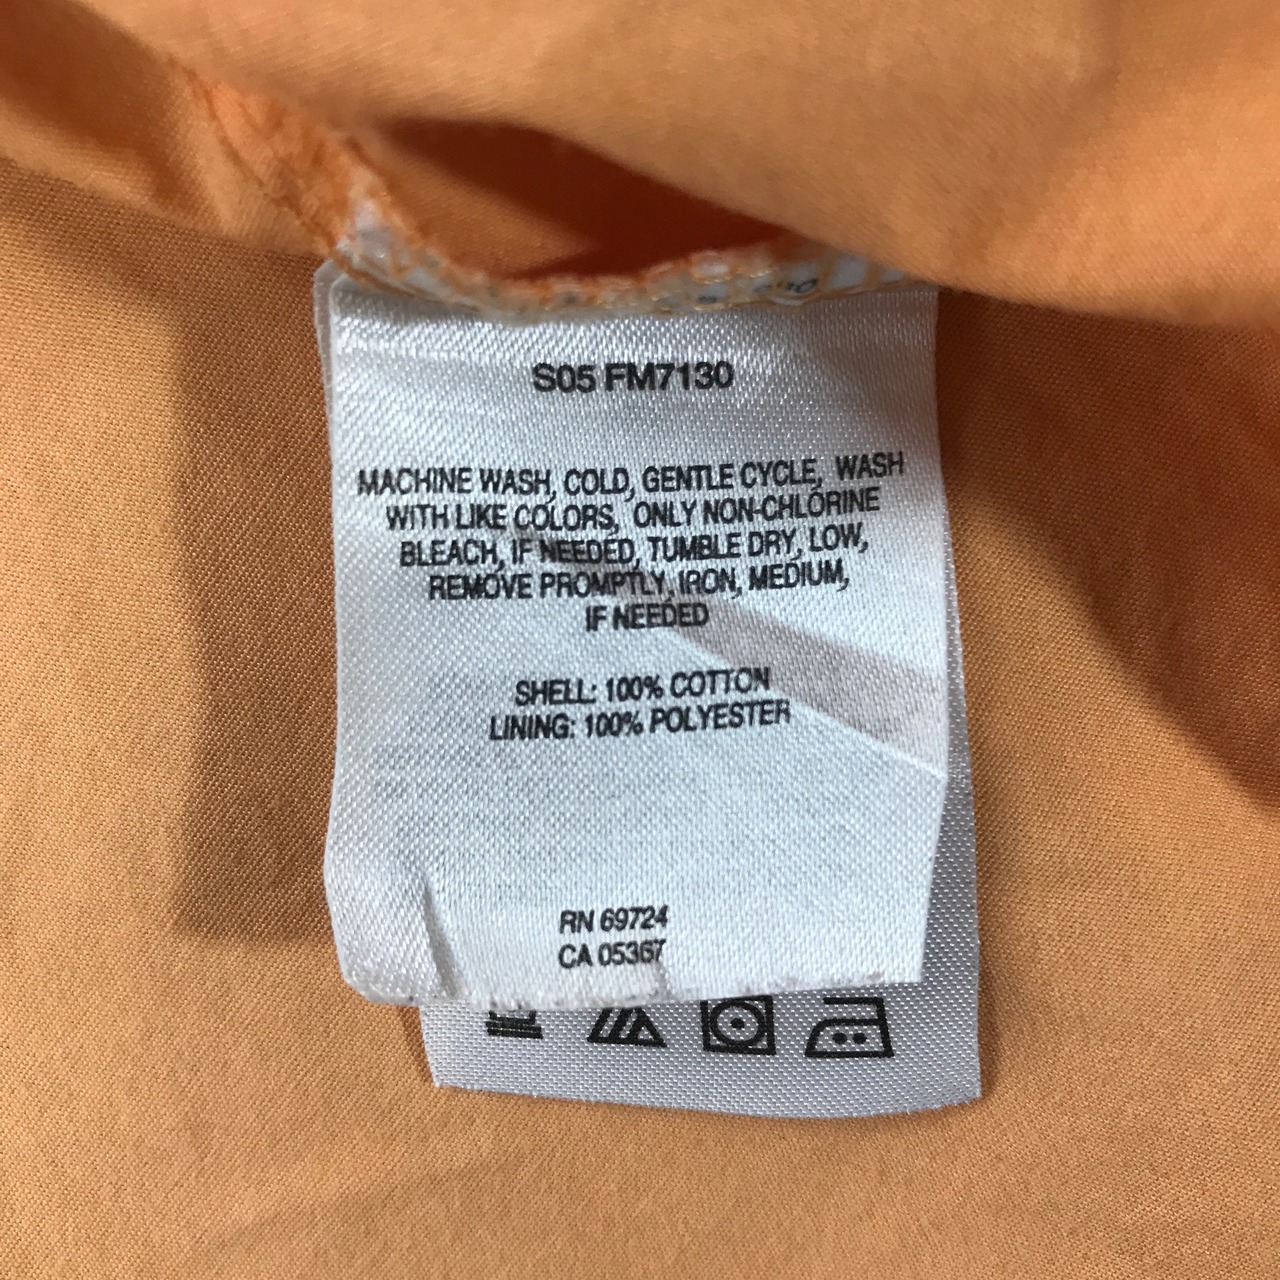 S05 FM7130
MACHINE WASH, COLD, GENTLE CYCLE, WASH
WITH LIKE COLORS, ONLY NON-CHLORINE
BLEACH, IF NEEDED, TUMBLE DRY, LOW,
REMOVE PROMPTLY, IRON, MEDIUM,
IF NEEDED
SHELL: 100% COTTON
LINING: 100% POLYESTER
RN 69724
CA 05367